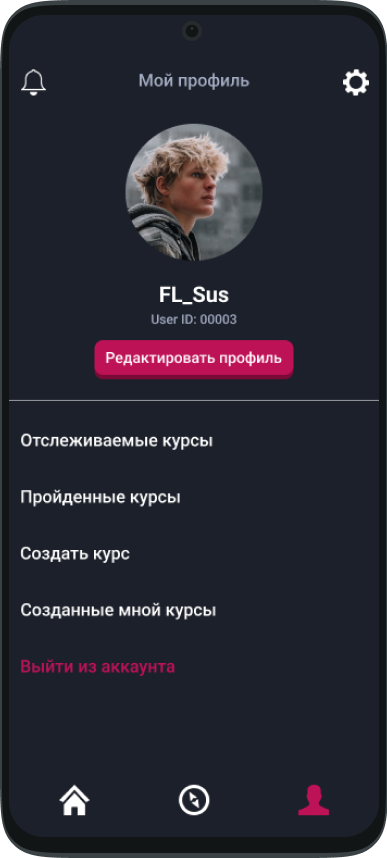 Мой профиль
FL_Sus
User ID: 00003
Редактировать профиль
Отслеживаемые курсы
Пройденные курсы
Создать курс
Созданные мной курсы
Выйти из аккаунта